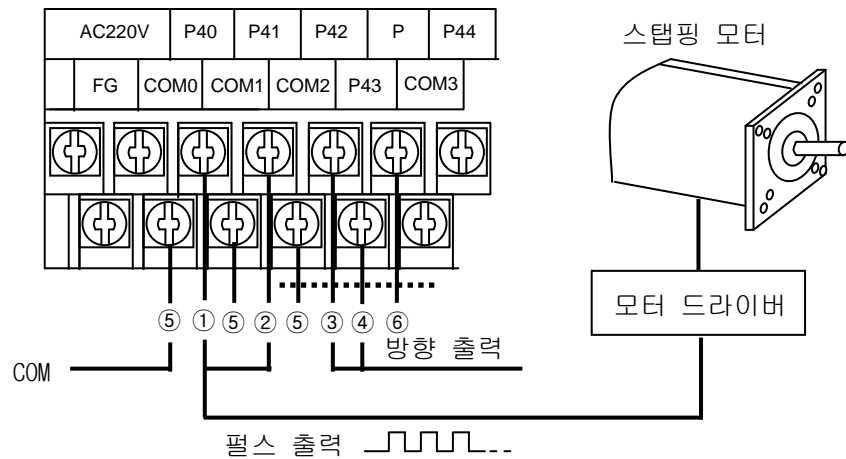 AC220V P40 P41 P42 P P44
스탭핑 모터
FG COM0 COM1 COM2 P43 COM3
모터 드라이버
⑤ ① ⑤ ② ⑤ ③ ④ ⑥
방향 출력
COM
펄스 출력